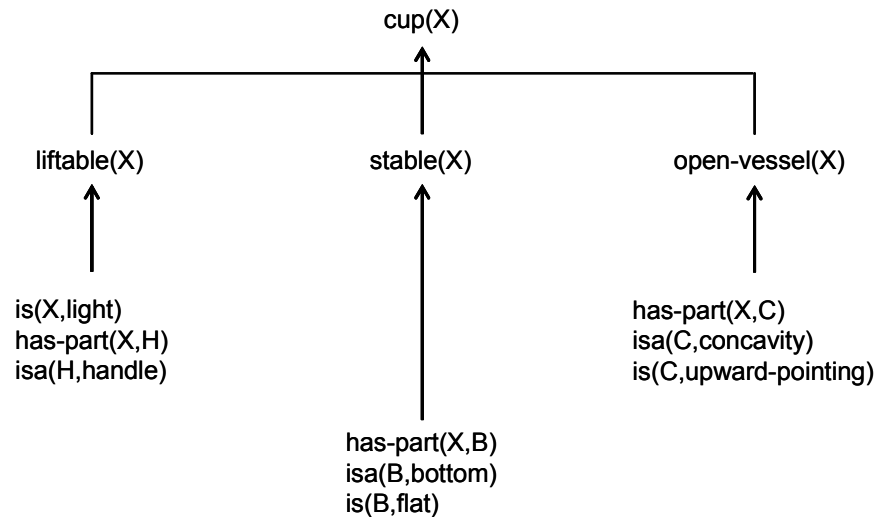 cup(X)
liftable(X)
stable(X)
open-vessel(X)
is(X,light)
has-part(X,H)
isa(H,handle)
has-part(X,C)
isa(C,concavity)
is(C,upward-pointing)
has-part(X,B)
isa(B,bottom)
is(B,flat)